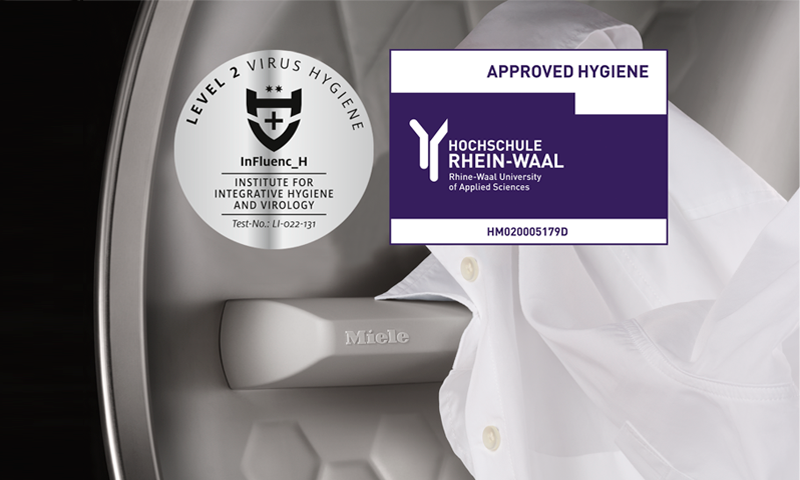 LEVEL 2 VIRUS HYGIENE
InFluenc_H
INSTITUTE FOR
INTEGRATIVE HYGIENE
AND VIROLOGY
Test-No.: LI-022-131
APPROVED HYGIENE
HOCHSCHULE
RHEIN-WAAL
Rhine-Waal University
of Applied Sciences
HM020005179D
Miele